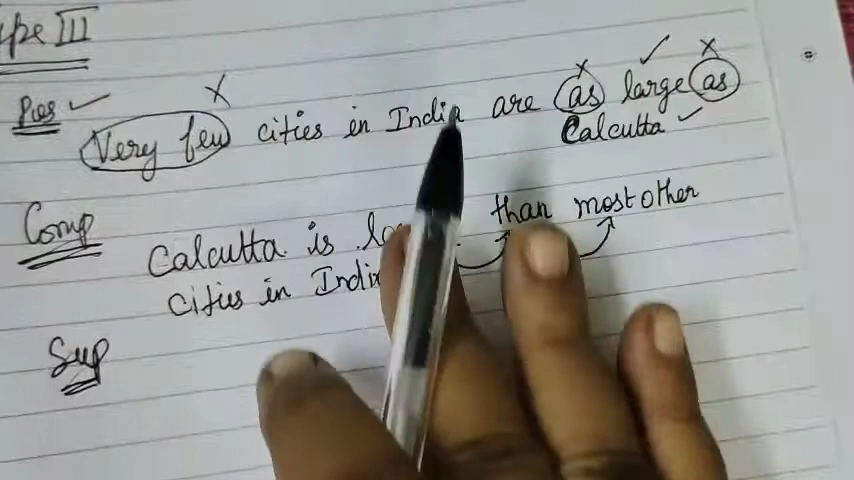 ype III
Pos ✓
Very few cities in India are as large as
Calcutta ✓
Comp
Calcutta is than most other
cities in India
Sup